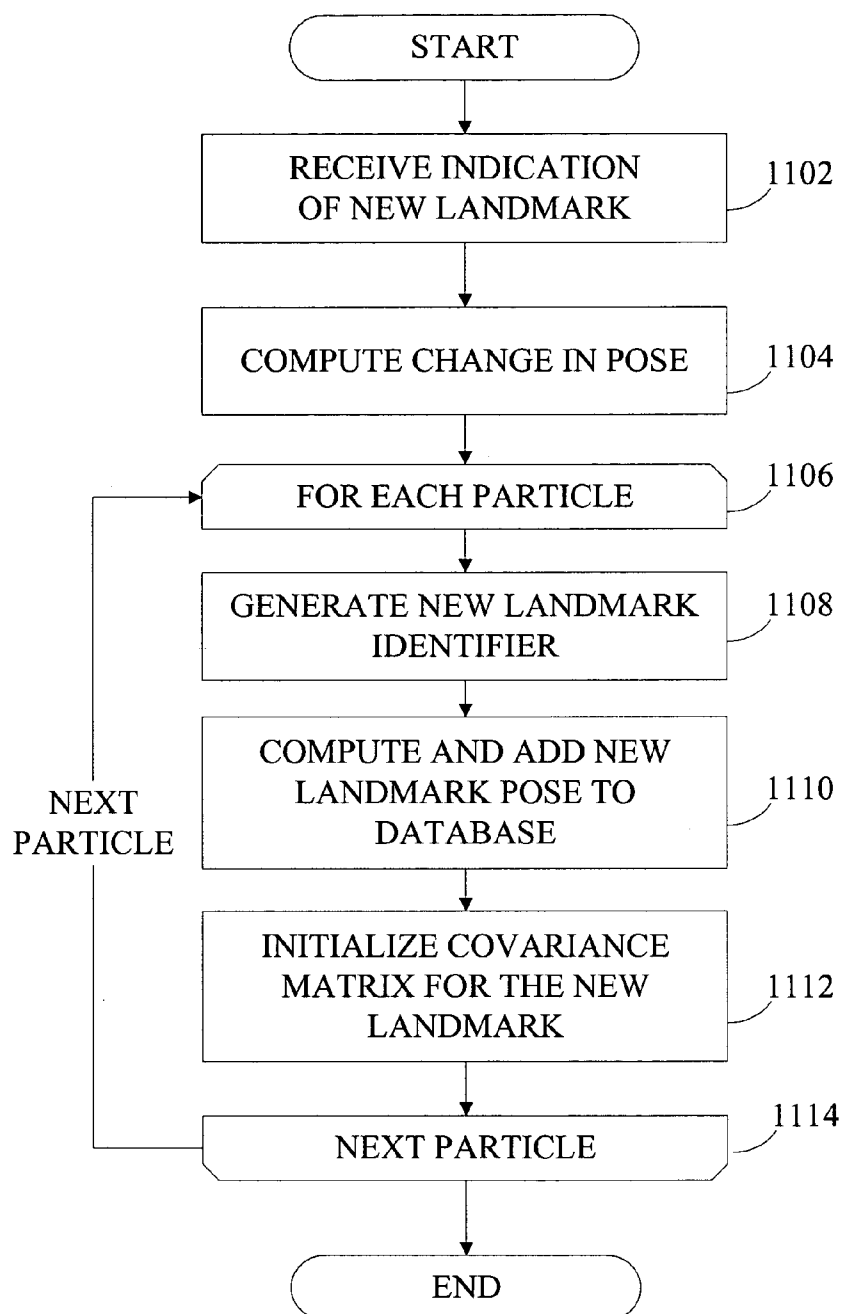 START
RECEIVE INDICATION
OF NEW LANDMARK
1102
COMPUTE CHANGE IN POSE
1104
FOR EACH PARTICLE
1106
GENERATE NEW LANDMARK
IDENTIFIER
1108
COMPUTE AND ADD NEW
LANDMARK POSE TO
DATABASE
1110
NEXT
PARTICLE
INITIALIZE COVARIANCE
MATRIX FOR THE NEW
LANDMARK
1112
NEXT PARTICLE
1114
END